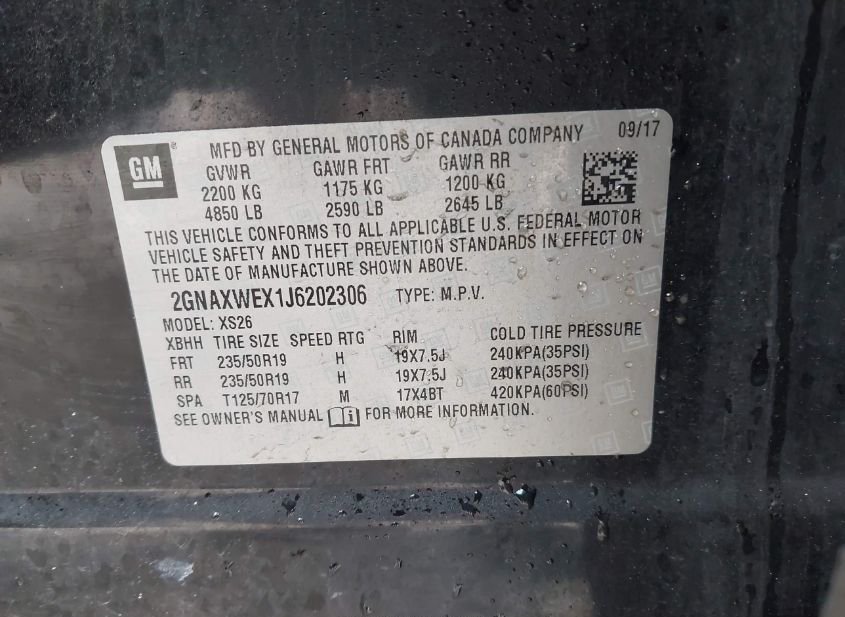 GM
MFD BY GENERAL MOTORS OF CANADA COMPANY 09/17
GVWR GAWR FRT GAWR RR
2200 KG 1175 KG 1200 KG
4850 LB 2590 LB 2645 LB
THIS VEHICLE CONFORMS TO ALL APPLICABLE U.S. FEDERAL MOTOR
VEHICLE SAFETY AND THEFT PREVENTION STANDARDS IN EFFECT ON
THE DATE OF MANUFACTURE SHOWN ABOVE.
2GNAXWEX1J6202306 TYPE: M.P.V.
MODEL: XS26
XBHH TIRE SIZE SPEED RTG RIM COLD TIRE PRESSURE
FRT 235/50R19 H 19X7.5J 240KPA(35PSI)
RR 235/50R19 H 19X7.5J 240KPA(35PSI)
SPA T125/70R17 M 17X4BT 420KPA(60PSI)
SEE OWNER'S MANUAL FOR MORE INFORMATION.